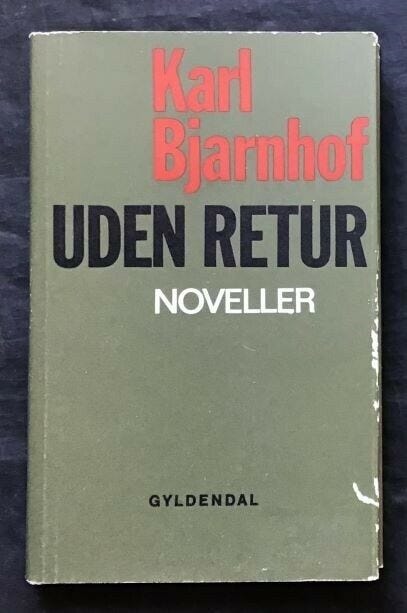 Karl
Bjarnhof
UDEN RETUR
NOVELLER
GYLDENDAL